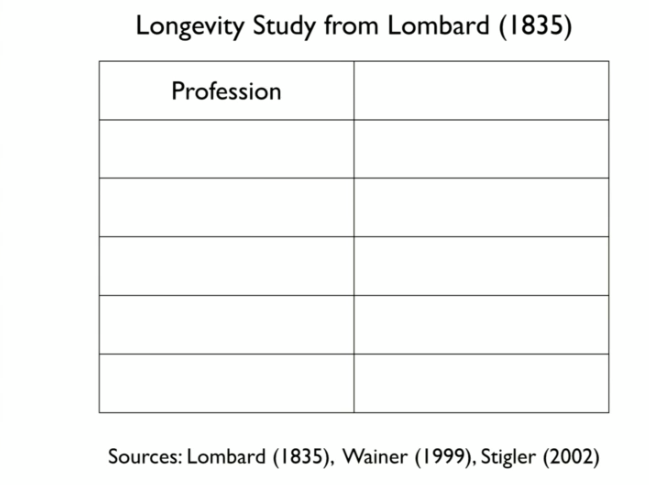 Longevity Study from Lombard (1835)
Profession
Sources: Lombard (1835), Wainer (1999), Stigler (2002)